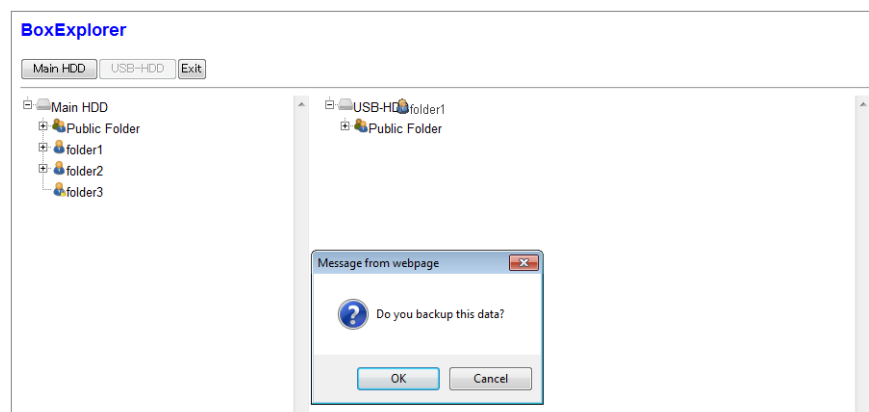 BoxExplorer
Main HDD USB-HDD Exit
Main HDD
Public Folder
folder1
folder2
folder3
USB-HD folder1
Public Folder
Message from webpage
Do you backup this data?
OK Cancel